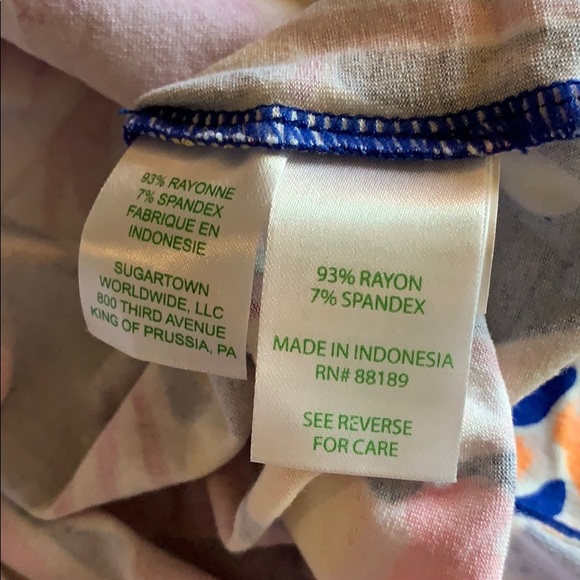 93% RAYONNE
7% SPANDEX
FABRIQUE EN
INDONESIE
SUGARTOWN
WORLDWIDE, LLC
800 THIRD AVENUE
KING OF PRUSSIA, PA
93% RAYON
7% SPANDEX
MADE IN INDONESIA
RN# 88189
SEE REVERSE
FOR CARE